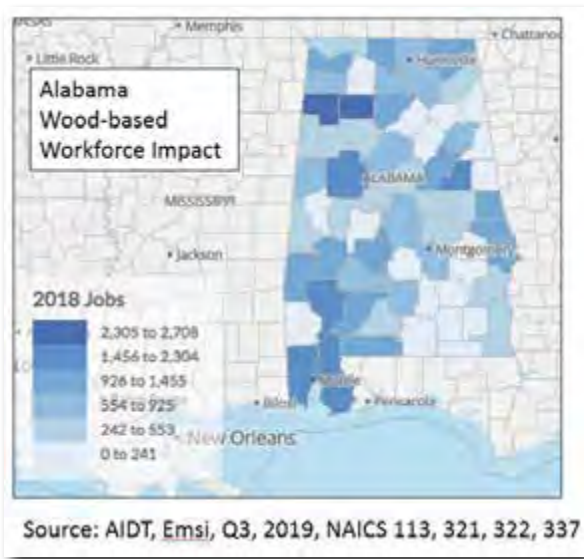 Memphis
Chattanoo
Little Rock
Huntsville
Alabama
Wood-based
Workforce Impact
ALABAMA
MISSISSIPPI
Montgomery
Jackson
2018 Jobs
2,305 to 2,708
1,456 to 2,304
926 to 1,455
554 to 925
242 to 553
0 to 241
Mobile
Biloxi
Pensacola
New Orleans
Source: AIDT, Emsi, Q3, 2019, NAICS 113, 321, 322, 337